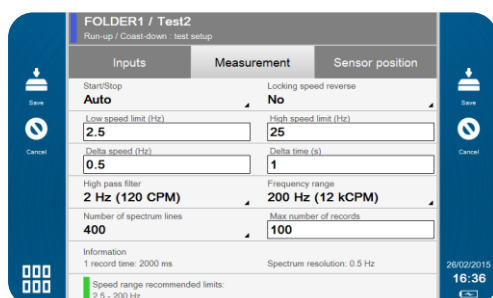 FOLDER1 / Test2
Run-up / Coast-down : test
setup
Inputs
Measurement
Sensor position
Save
Cancel
Start/Stop
Auto
Locking speed reverse
No
Low speed limit (Hz)
2.5
High speed limit (Hz)
25
Delta speed (Hz)
0.5
Delta time (s)
1
High pass filter
2 Hz (120 CPM)
Frequency range
200 Hz (12 kCPM)
Number of spectrum lines
400
Max number of records
100
Information
1 record time: 2000 ms
Spectrum resolution: 0.5 Hz
Speed range recommended limits:
2.5 - 200 Hz
Save
Cancel
26/02/2015
16:36